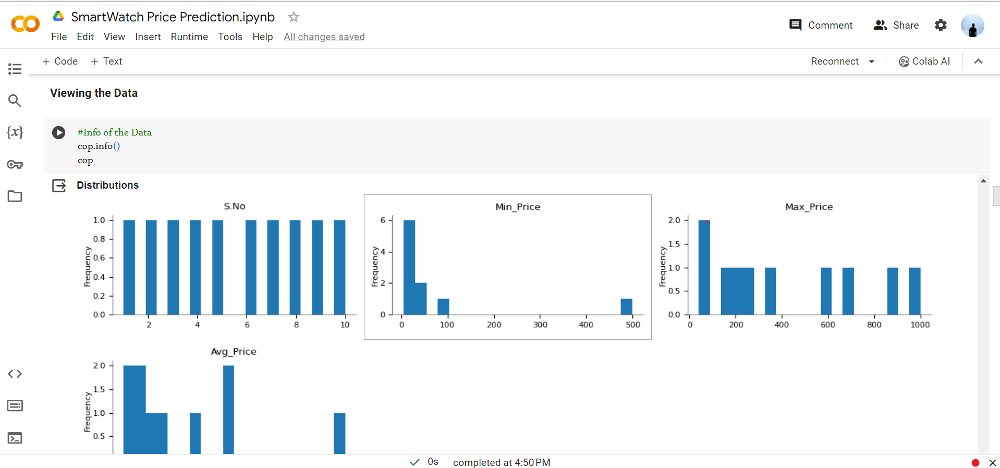 SmartWatch Price Prediction.ipynb
File Edit View Insert Runtime Tools Help All changes saved
Comment Share
+ Code + Text
Reconnect Colab AI
Viewing the Data
{x}
#Info of the Data
cop.info()
cop
Distributions
S.No
Frequency
1.0
0.8
0.6
0.4
0.2
0.0
2 4 6 8 10
Min_Price
Frequency
6
4
2
0
0 100 200 300 400 500
Max_Price
Frequency
2.0
1.5
1.0
0.5
0.0
0 200 400 600 800 1000
Avg_Price
Frequency
2.0
1.5
1.0
0.5
0s completed at 4:50 PM